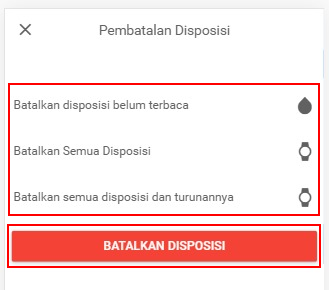 Pembatalan Disposisi
Batalkan disposisi belum terbaca
Batalkan Semua Disposisi
Batalkan semua disposisi dan turunannya
BATALKAN DISPOSISI